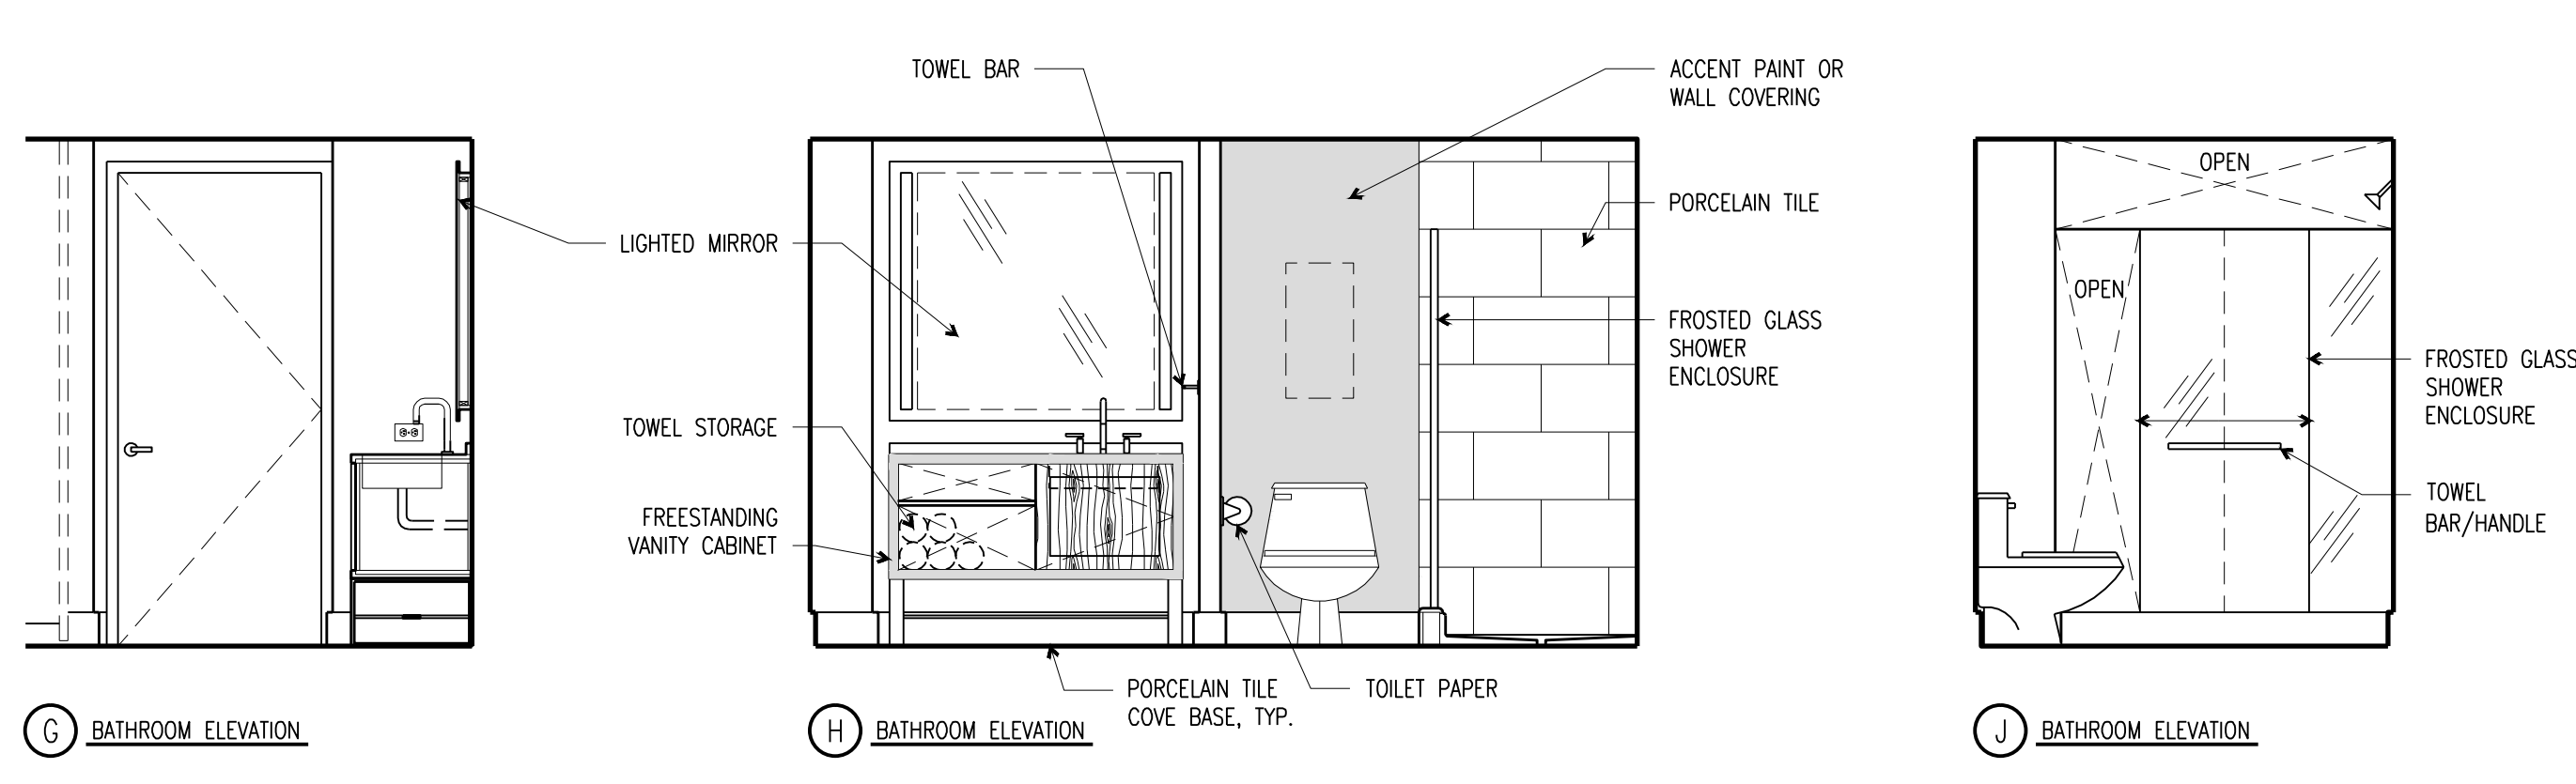 TOWEL BAR
ACCENT PAINT OR
WALL COVERING
OPEN
PORCELAIN TILE
LIGHTED MIRROR
OPEN
FROSTED GLASS
SHOWER
ENCLOSURE
FROSTED GLASS
SHOWER
ENCLOSURE
TOWEL STORAGE
TOWEL
BAR/HANDLE
FREESTANDING
VANITY CABINET
PORCELAIN TILE
COVE BASE, TYP.
TOILET PAPER
G BATHROOM ELEVATION
H BATHROOM ELEVATION
J BATHROOM ELEVATION